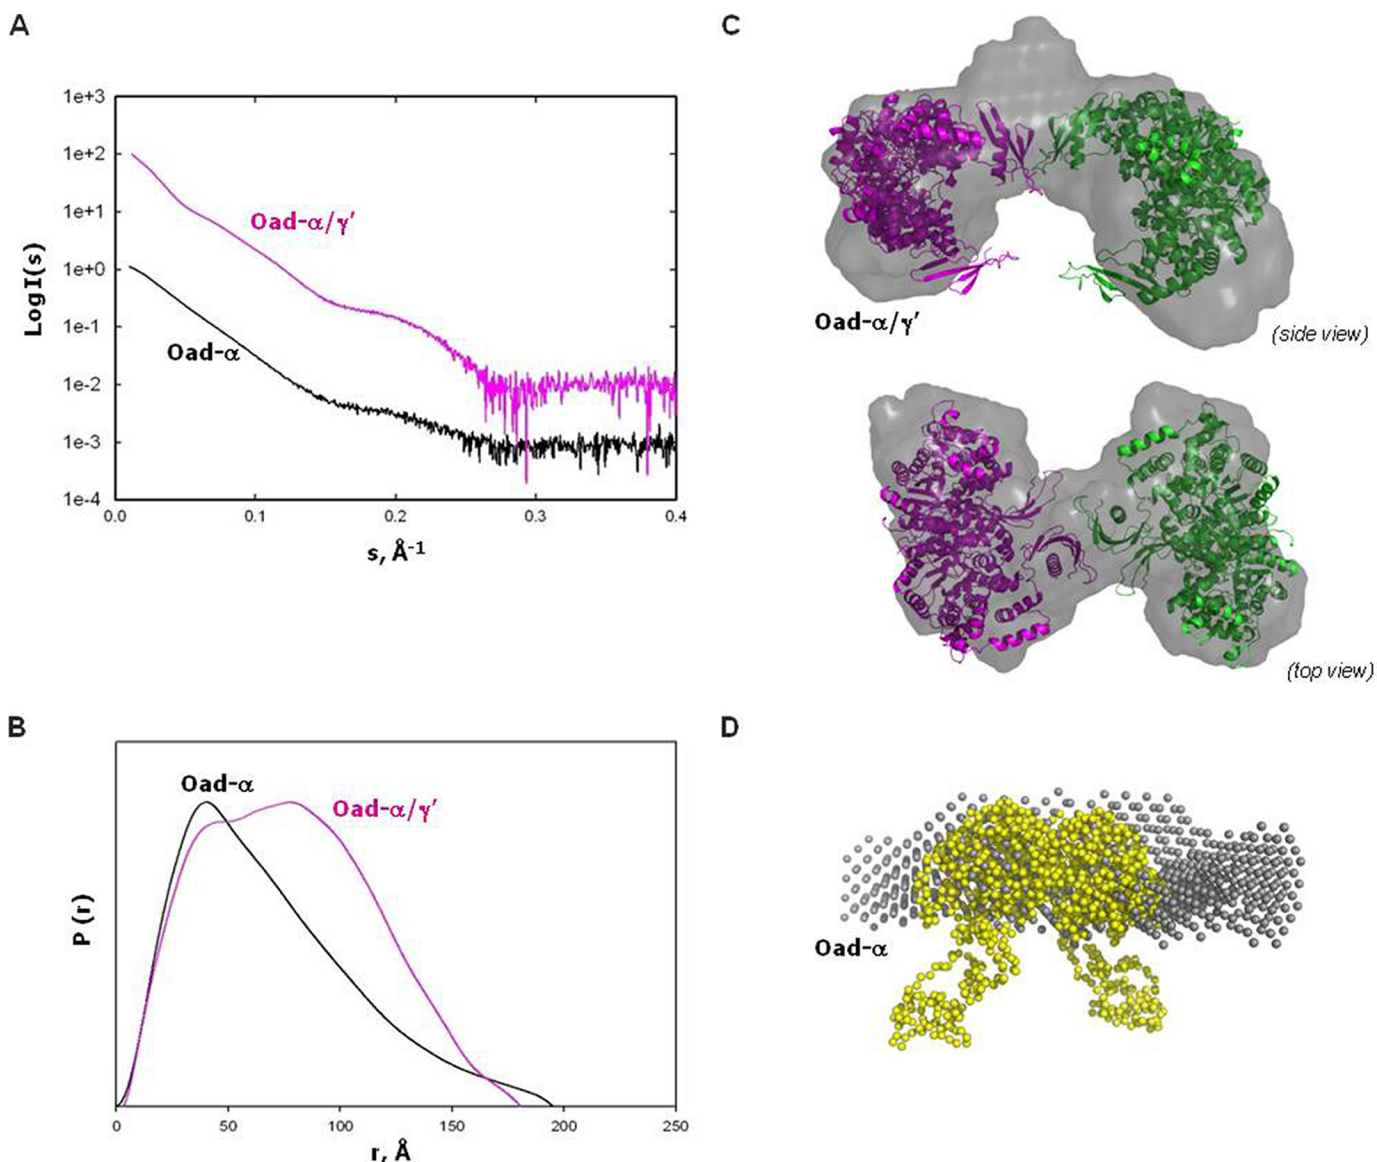 A
1e+3
1e+2
1e+1
1e+0
1e-1
1e-2
1e-3
1e-4
LogI(s)
Oad-α/γ′
Oad-α
0.0 0.1 0.2 0.3 0.4
s, Å-1
C
Oad-α/γ′
(side view)
(top view)
B
Oad-α
Oad-α/γ′
P(r)
0 50 100 150 200 250
r, Å
D
Oad-α